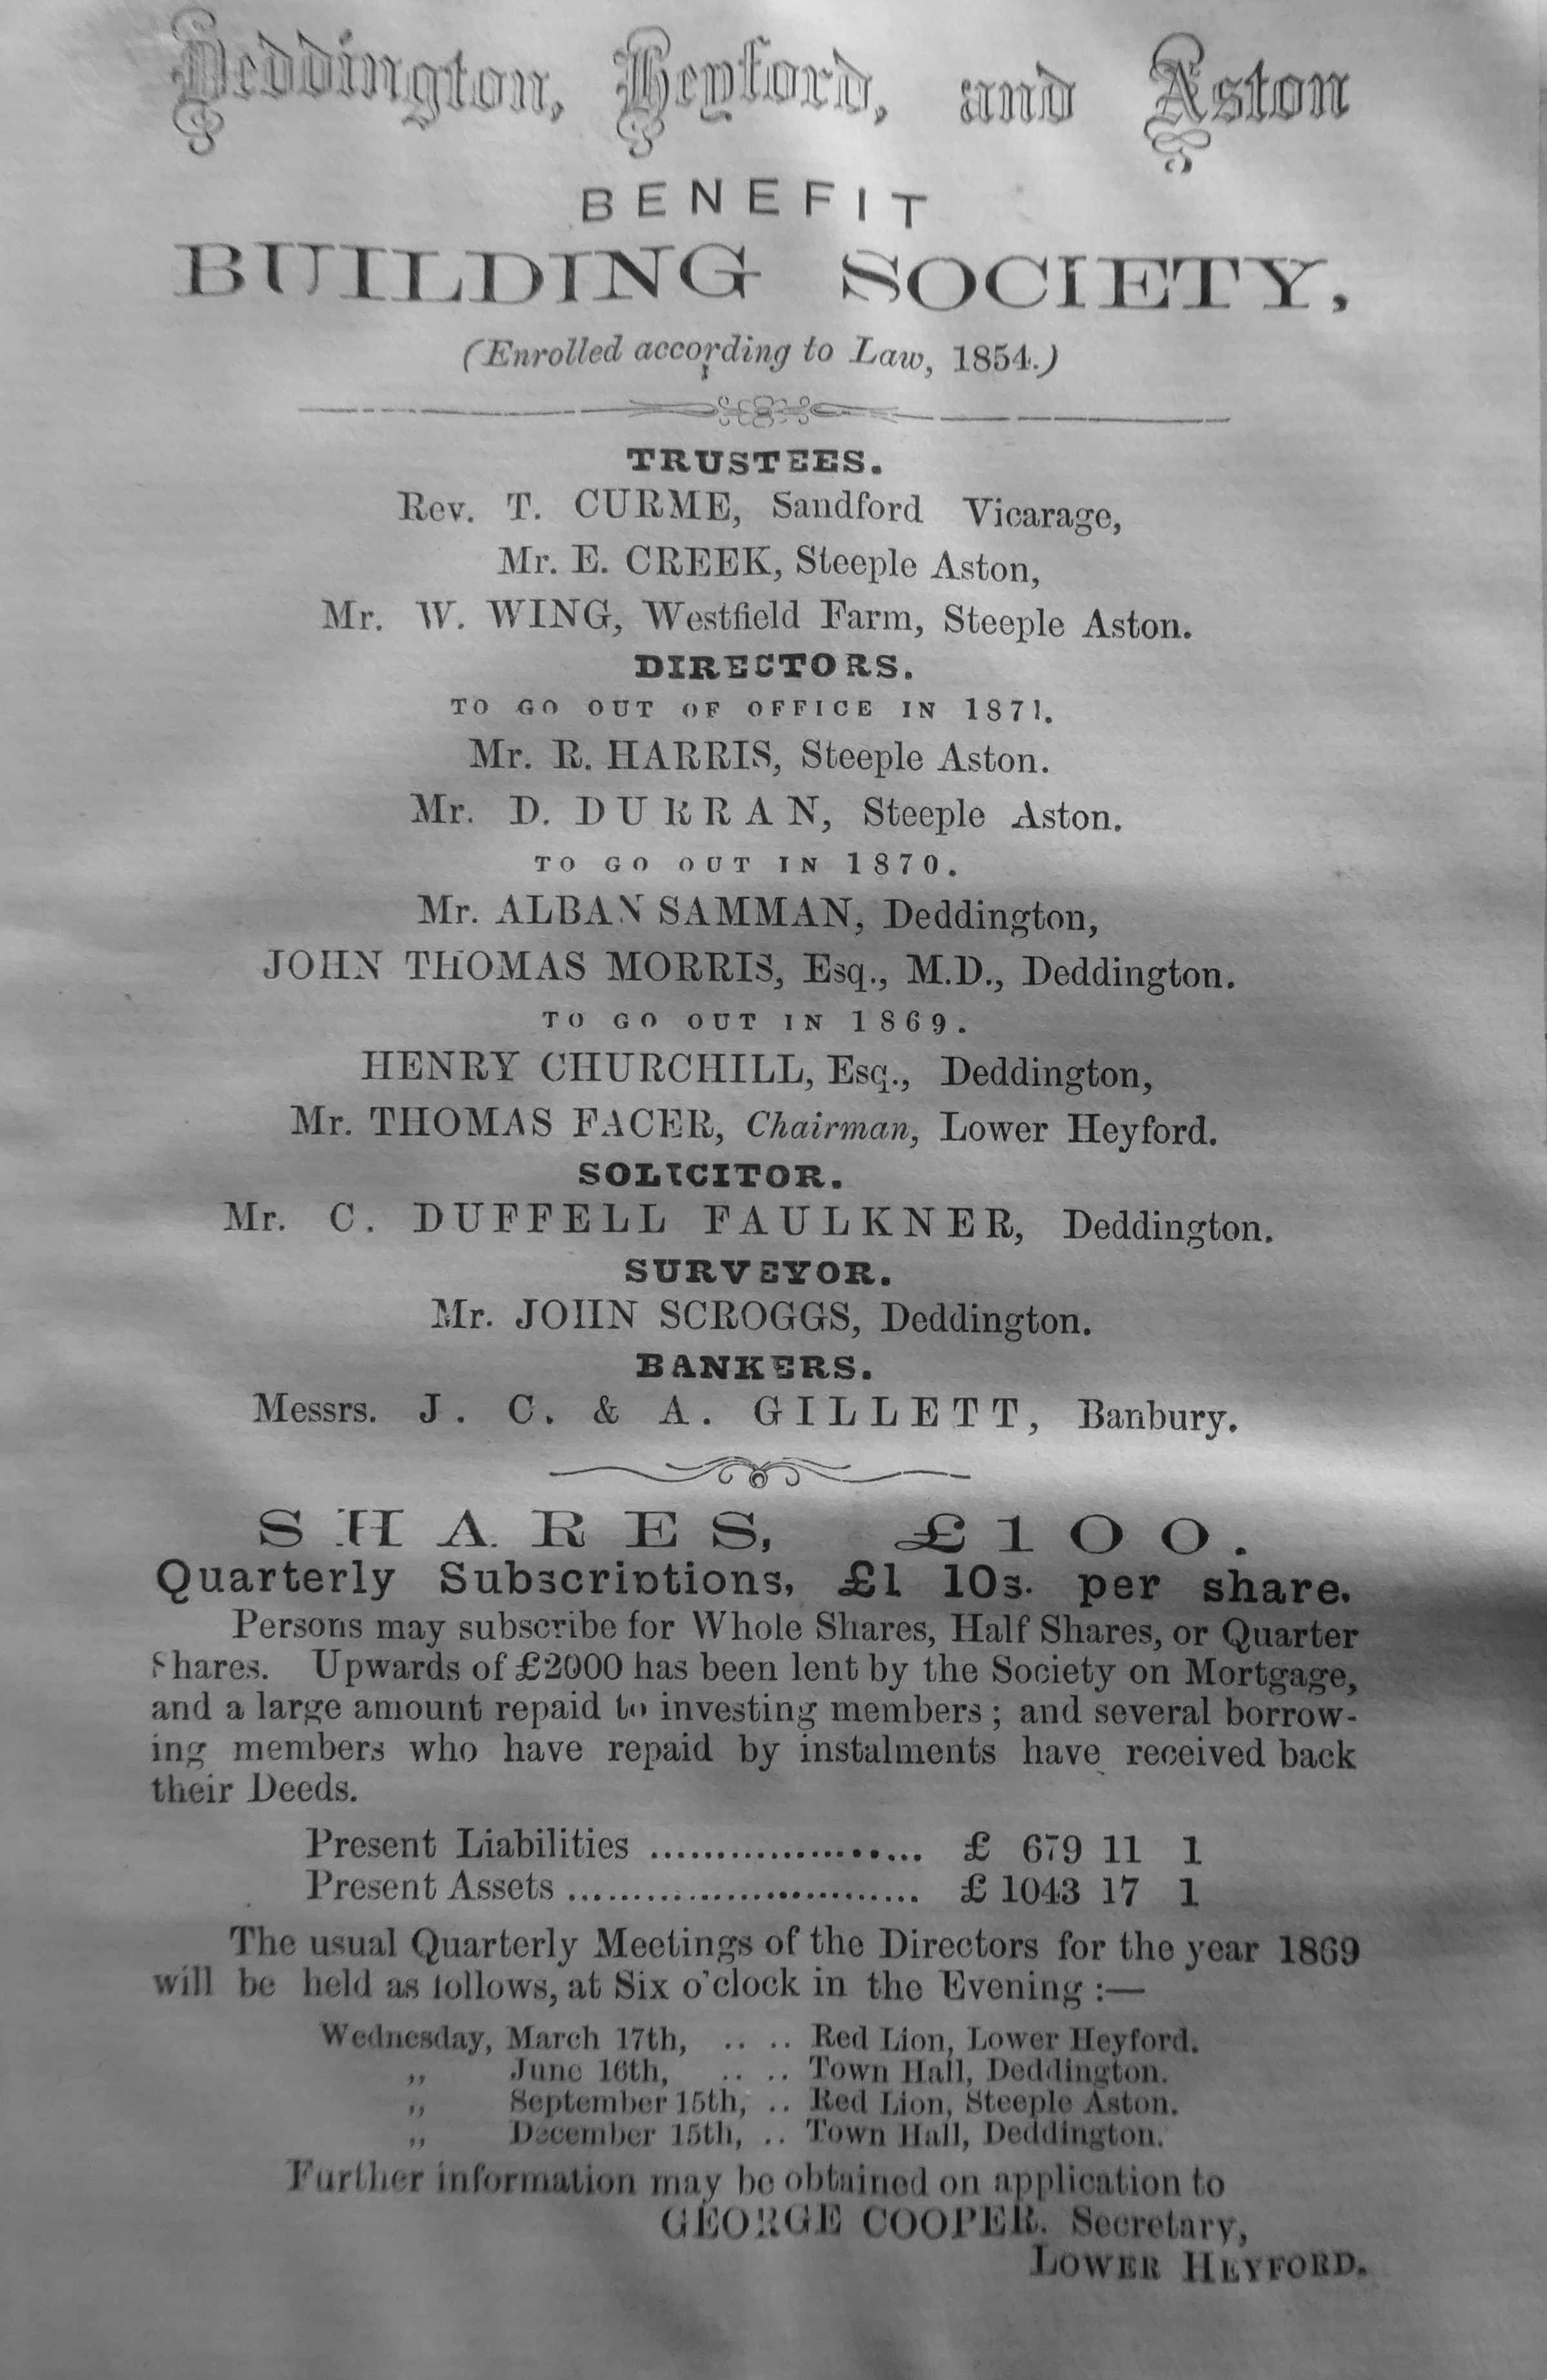 Deddington, Heyford, and Aston
BENEFIT
BUILDING SOCIETY,
(Enrolled according to Law, 1854.)
TRUSTEES.
Rev. T. CURME, Sandford Vicarage,
Mr. E. CREEK, Steeple Aston,
Mr. W. WING, Westfield Farm, Steeple Aston.
DIRECTORS.
TO GO OUT OF OFFICE IN 1871.
Mr. R. HARRIS, Steeple Aston.
Mr. D. DURRAN, Steeple Aston.
TO GO OUT IN 1870.
Mr. ALBAN SAMMAN, Deddington,
JOHN THOMAS MORRIS, Esq., M.D., Deddington.
TO GO OUT IN 1869.
HENRY CHURCHILL, Esq., Deddington,
Mr. THOMAS FACER, Chairman, Lower Heyford.
SOLICITOR.
Mr. C. DUFFELL FAULKNER, Deddington.
SURVEYOR.
Mr. JOHN SCROGGS, Deddington.
BANKERS.
Messrs. J. C. & A. GILLETT, Banbury.
SHARES, £100.
Quarterly Subscriptions, £1 10s. per share.
Persons may subscribe for Whole Shares, Half Shares, or Quarter
Shares. Upwards of £2000 has been lent by the Society on Mortgage,
and a large amount repaid to investing members; and several borrow-
ing members who have repaid by instalments have received back
their Deeds.
Present Liabilities ..................... £ 679 11 1
Present Assets ........................... £ 1043 17 1
The usual Quarterly Meetings of the Directors for the year 1869
will be held as follows, at Six o'clock in the Evening :—
Wednesday, March 17th, .. .. Red Lion, Lower Heyford.
„ June 16th, .. .. Town Hall, Deddington.
„ September 15th, .. Red Lion, Steeple Aston.
„ December 15th, .. Town Hall, Deddington.
Further information may be obtained on application to
GEORGE COOPER. Secretary,
LOWER HEYFORD.